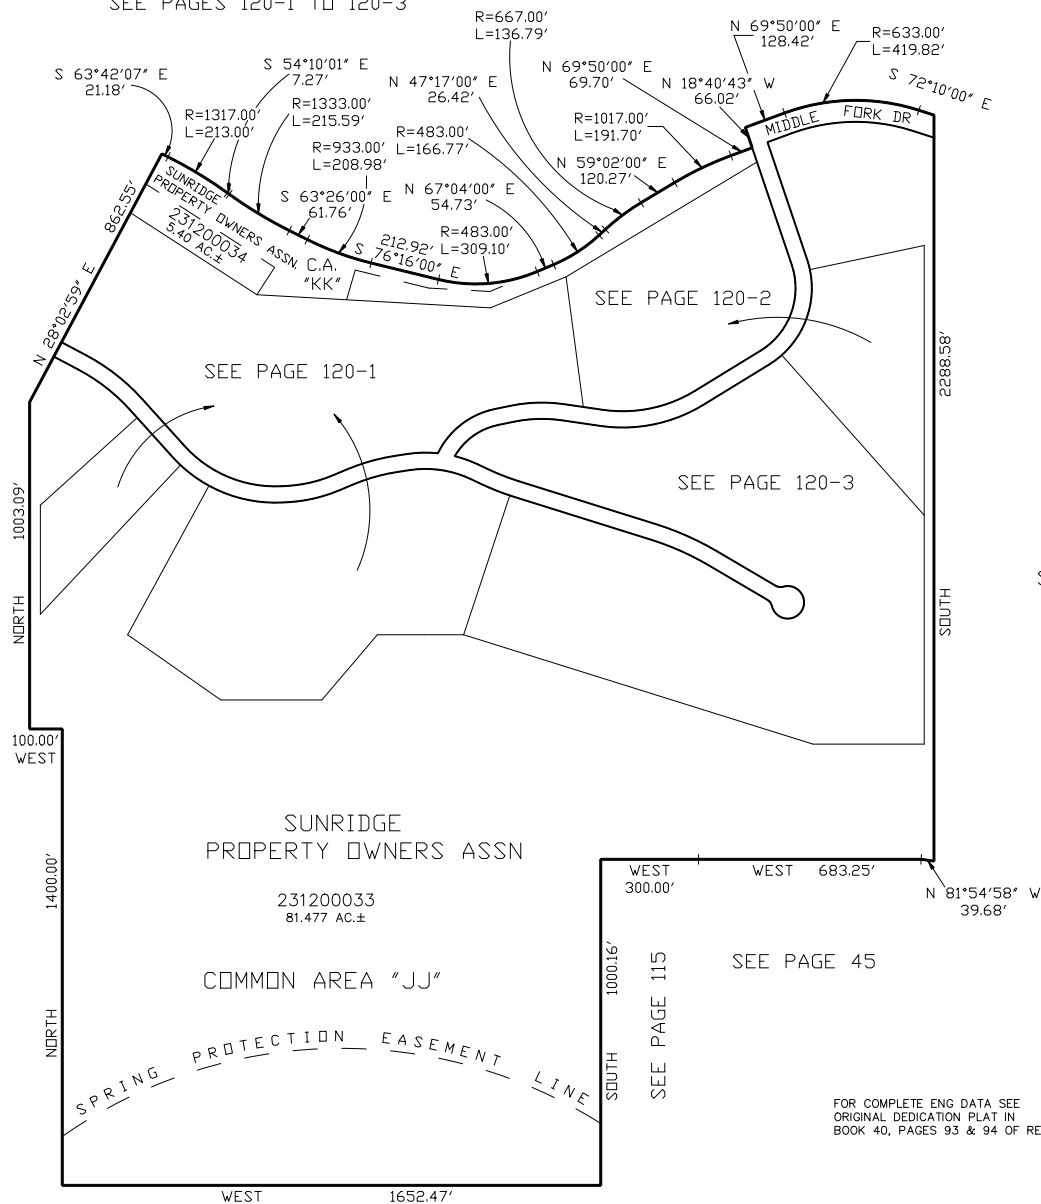 SEE PAGES 120-1 TO 120-3
R=667.00'
L=136.79'
N 69°50'00" E
128.42'
R=633.00'
L=419.82'
S 72°10'00" E
S 63°42'07" E
21.18'
S 54°10'01" E
7.27'
N 47°17'00" E
26.42'
N 69°50'00" E
69.70'
N 18°40'43" W
66.02'
R=1317.00'
L=213.00'
R=1333.00'
L=215.59'
R=483.00'
L=166.77'
R=1017.00'
L=191.70'
MIDDLE FORK DR
R=933.00'
L=208.98'
N 59°02'00" E
120.27'
S 63°26'00" E
61.76'
N 67°04'00" E
54.73'
SUNRIDGE
PROPERTY OWNERS ASSN.
231200034
5.40 AC.±
C.A.
"KK"
212.92'
S 76°16'00" E
R=483.00'
L=309.10'
862.55'
N 28°02'59" E
SEE PAGE 120-2
SEE PAGE 120-1
2288.58'
SOUTH
SEE PAGE 120-3
1003.09'
NORTH
100.00'
WEST
SUNRIDGE
PROPERTY OWNERS ASSN
231200033
81.477 AC.±
COMMON AREA "JJ"
1400.00'
NORTH
WEST
300.00'
WEST 683.25'
N 81°54'58" W
39.68'
1000.16'
SOUTH
SEE PAGE 115
SEE PAGE 45
SPRING PROTECTION EASEMENT LINE
FOR COMPLETE ENG DATA SEE
ORIGINAL DEDICATION PLAT IN
BOOK 40, PAGES 93 & 94 OF RE
WEST 1652.47'